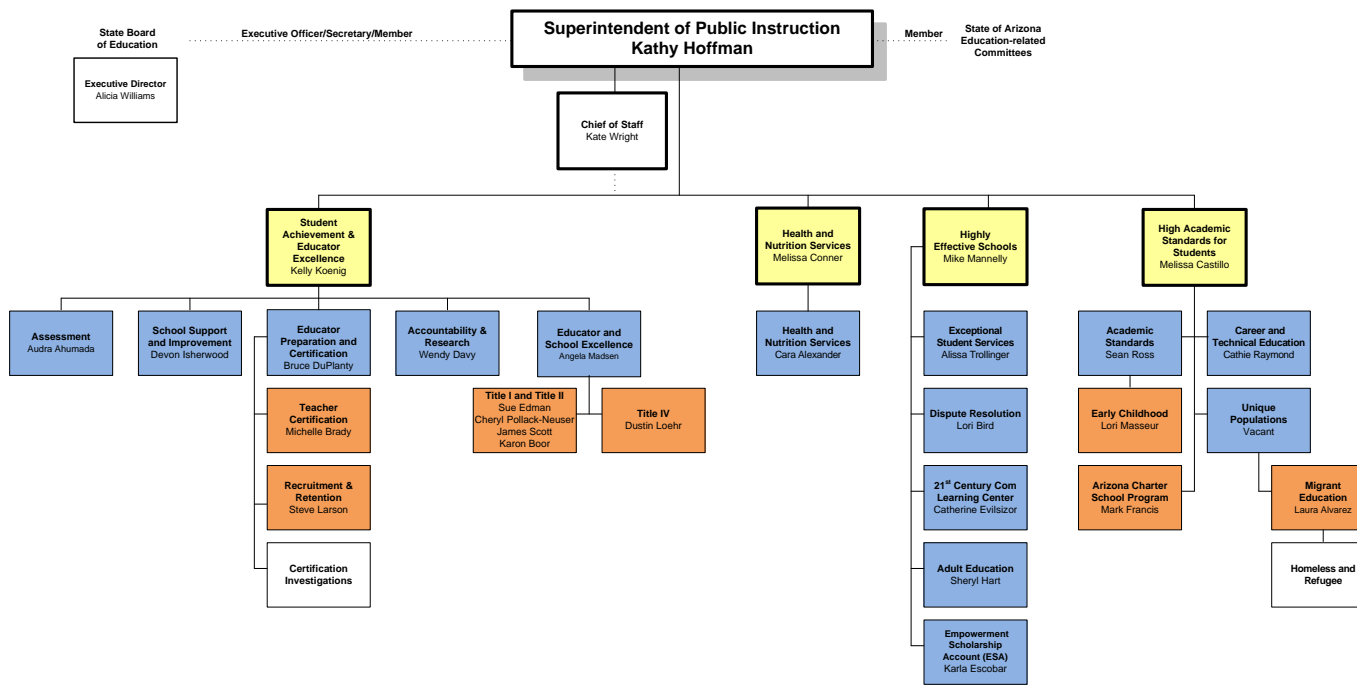 Superintendent of Public Instruction
Kathy Hoffman
State Board
of Education
Executive Officer/Secretary/Member
Member
State of Arizona
Education-related
Committees
Executive Director
Alicia Williams
Chief of Staff
Kate Wright
Student
Achievement &
Educator
Excellence
Kelly Koenig
Health and
Nutrition Services
Melissa Conner
Highly
Effective Schools
Mike Mannelly
High Academic
Standards for
Students
Melissa Castillo
Assessment
Audra Ahumada
School Support
and Improvement
Devon Isherwood
Educator
Preparation and
Certification
Bruce DuPlanty
Accountability &
Research
Wendy Davy
Educator and
School Excellence
Angela Madsen
Health and
Nutrition Services
Cara Alexander
Exceptional
Student Services
Alissa Trollinger
Academic
Standards
Sean Ross
Career and
Technical Education
Cathie Raymond
Teacher
Certification
Michelle Brady
Title I and Title II
Sue Edman
Cheryl Pollack-Neuser
James Scott
Karon Boor
Title IV
Dustin Loehr
Dispute Resolution
Lori Bird
Early Childhood
Lori Masseur
Unique
Populations
Vacant
Recruitment &
Retention
Steve Larson
21st Century Com
Learning Center
Catherine Evilsizor
Arizona Charter
School Program
Mark Francis
Migrant
Education
Laura Alvarez
Certification
Investigations
Adult Education
Sheryl Hart
Homeless and
Refugee
Empowerment
Scholarship
Account (ESA)
Karla Escobar